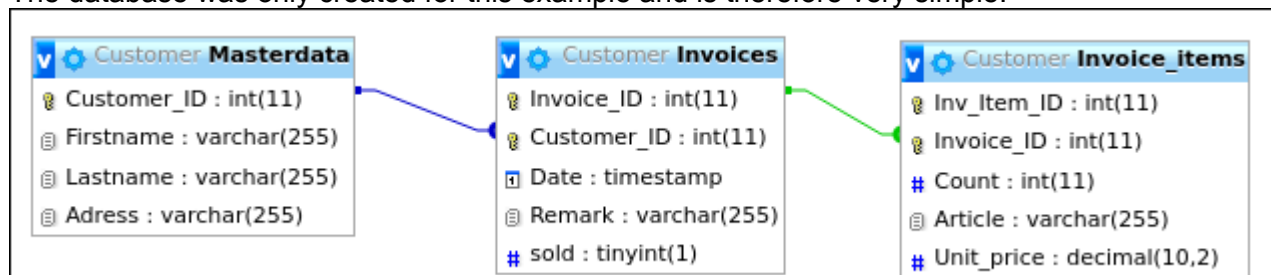 The database was only created for this example and is therefore very simple.
v Customer Masterdata
Customer_ID : int(11)
Firstname : varchar(255)
Lastname : varchar(255)
Adress : varchar(255)
v Customer Invoices
Invoice_ID : int(11)
Customer_ID : int(11)
Date : timestamp
Remark : varchar(255)
# sold : tinyint(1)
v Customer Invoice_items
Inv_Item_ID : int(11)
Invoice_ID : int(11)
# Count : int(11)
Article : varchar(255)
# Unit_price : decimal(10,2)